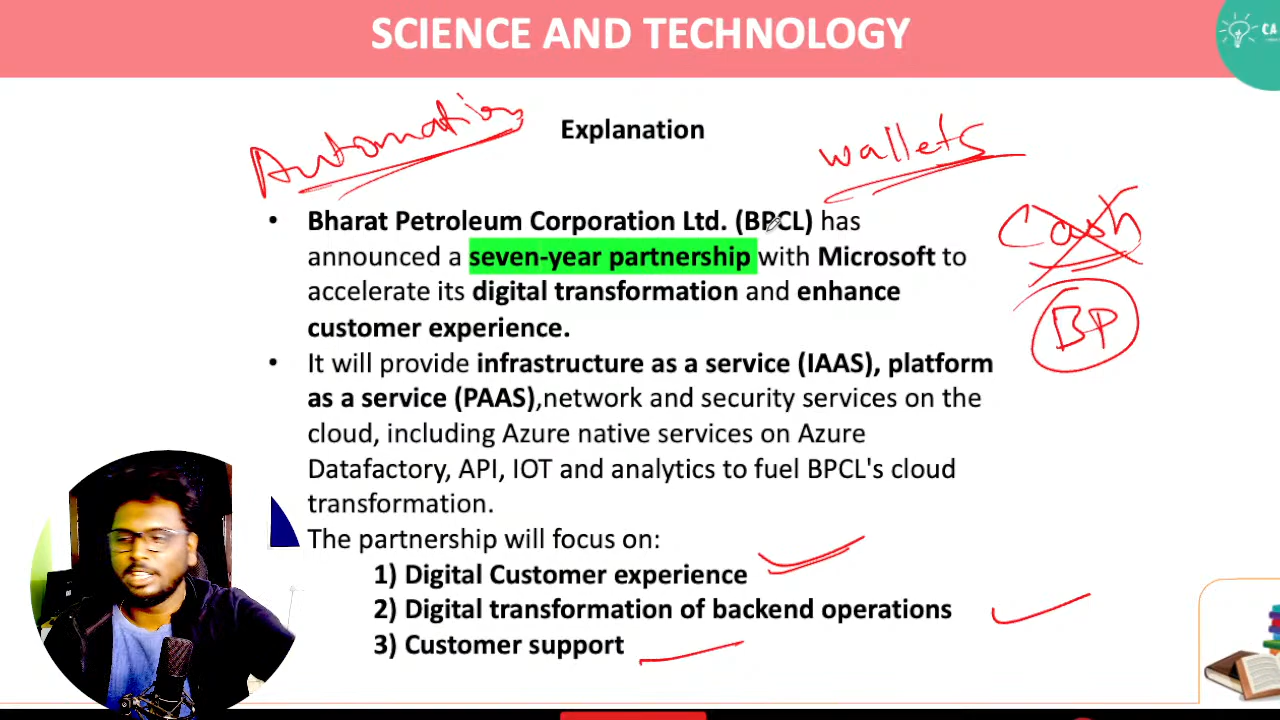 SCIENCE AND TECHNOLOGY
CA
Automation
Explanation
wallets
Cash
BP
• Bharat Petroleum Corporation Ltd. (BPCL) has
announced a seven-year partnership with Microsoft to
accelerate its digital transformation and enhance
customer experience.
• It will provide infrastructure as a service (IAAS), platform
as a service (PAAS),network and security services on the
cloud, including Azure native services on Azure
Datafactory, API, IOT and analytics to fuel BPCL's cloud
transformation.
The partnership will focus on:
1) Digital Customer experience
2) Digital transformation of backend operations
3) Customer support